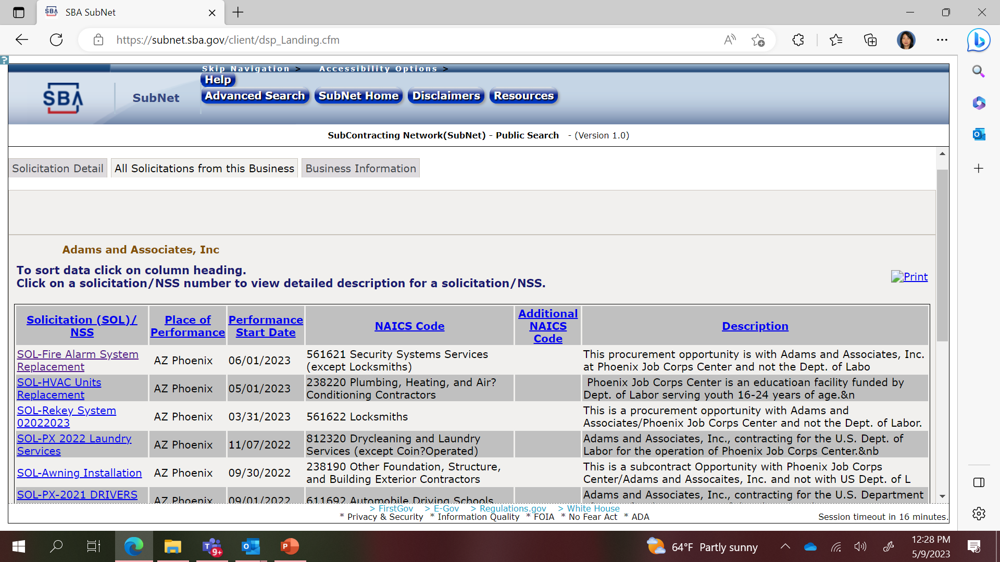 SBA SubNet
https://subnet.sba.gov/client/dsp_Landing.cfm
?
Skip Navigation > Accessibility Options >
Help
SBA SubNet
Advanced Search SubNet Home Disclaimers Resources
SubContracting Network(SubNet) - Public Search - (Version 1.0)
Solicitation Detail All Solicitations from this Business Business Information
Adams and Associates, Inc
To sort data click on column heading.
Click on a solicitation/NSS number to view detailed description for a solicitation/NSS.
Print
Solicitation (SOL)/
NSS
Place of
Performance
Performance
Start Date
NAICS Code
Additional
NAICS
Code
Description
SOL-Fire Alarm System
Replacement
AZ Phoenix
06/01/2023
561621 Security Systems Services
(except Locksmiths)
This procurement opportunity is with Adams and Associates, Inc.
at Phoenix Job Corps Center and not the Dept. of Labo
SOL-HVAC Units
Replacement
AZ Phoenix
05/01/2023
238220 Plumbing, Heating, and Air?
Conditioning Contractors
Phoenix Job Corps Center is an educatioan facility funded by
Dept. of Labor serving youth 16-24 years of age.&n
SOL-Rekey System
02022023
AZ Phoenix
03/31/2023
561622 Locksmiths
This is a procurement opportunity with Adams and
Associates/Phoenix Job Corps Center and not the Dept. of Labor.
SOL-PX 2022 Laundry
Services
AZ Phoenix
11/07/2022
812320 Drycleaning and Laundry
Services (except Coin?Operated)
Adams and Associates, Inc., contracting for the U.S. Dept. of
Labor for the operation of Phoenix Job Corps Center.&nb
SOL-Awning Installation
AZ Phoenix
09/30/2022
238190 Other Foundation, Structure,
and Building Exterior Contractors
This is a subcontract Opportunity with Phoenix Job Corps
Center/Adams and Assocaites, Inc. and not with US Dept. of L
SOL-PX-2021 DRIVERS
AZ Phoenix
09/01/2022
611692 Automobile Driving Schools
Adams and Associates, Inc., contracting for the U.S. Department
> FirstGov > E-Gov > Regulations.gov > White House
* Privacy & Security * Information Quality * FOIA * No Fear Act * ADA
Session timeout in 16 minutes.
9+
64°F Partly sunny
12:28 PM
5/9/2023